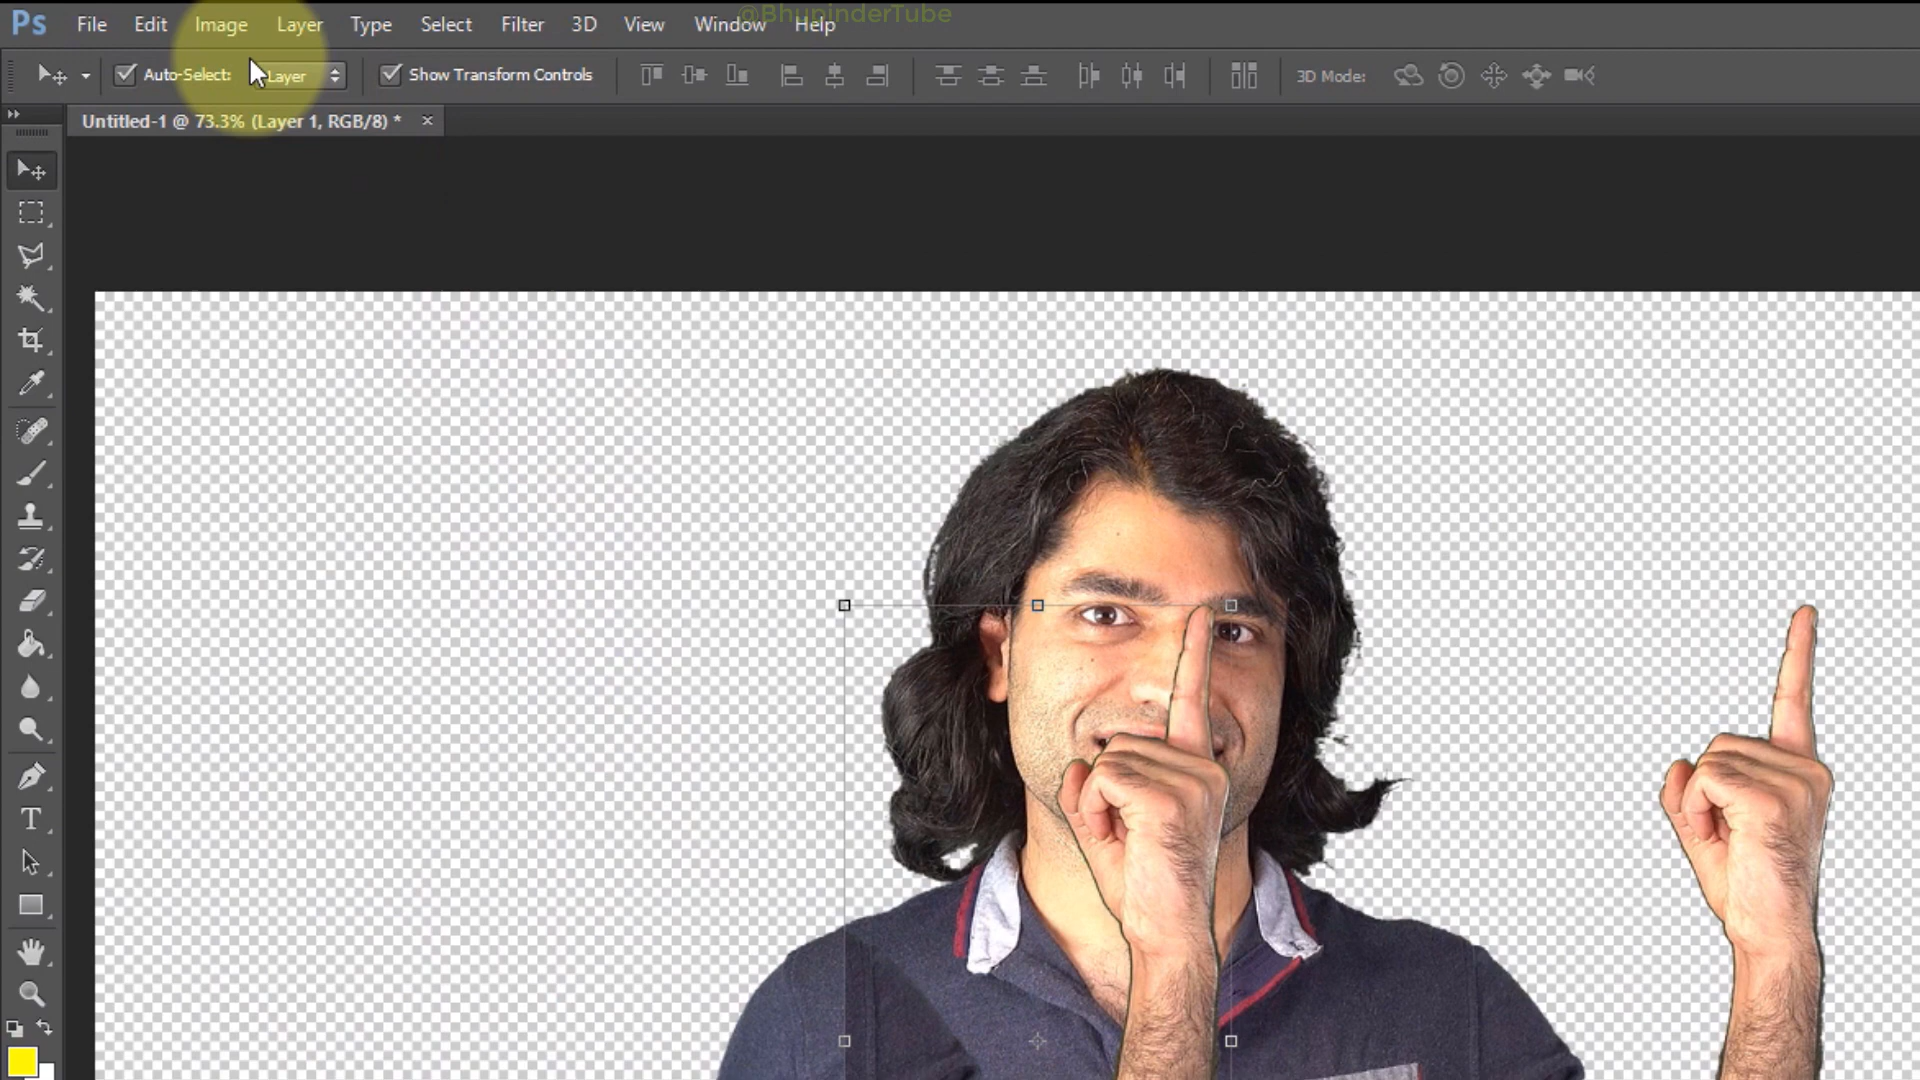 @BhupinderTube
Ps File Edit Image Layer Type Select Filter 3D View Window Help
Auto-Select: Layer Show Transform Controls 3D Mode:
Untitled-1 @ 73.3% (Layer 1, RGB/8) * ×
T